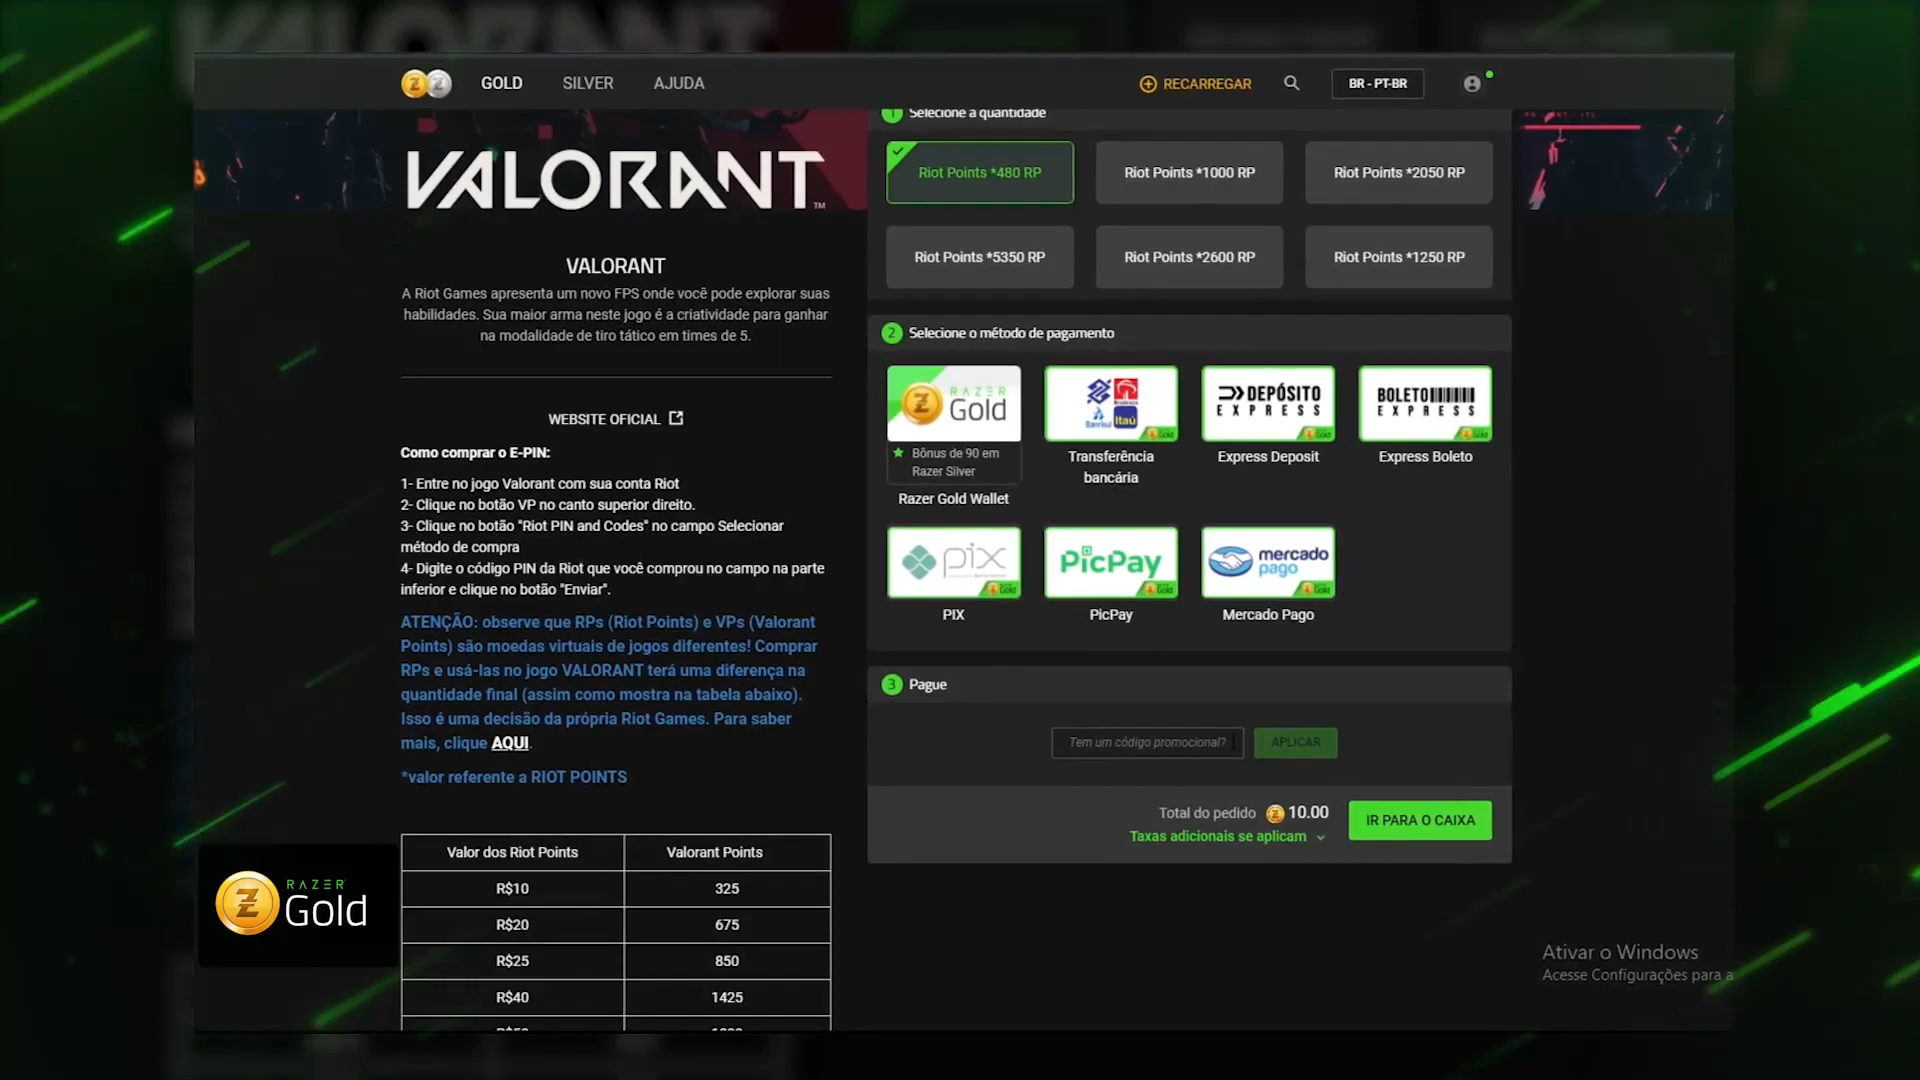 GOLD
SILVER
AJUDA
RECARREGAR
BR - PT-BR
VALORANT
TM
VALORANT
A Riot Games apresenta um novo FPS onde você pode explorar suas
habilidades. Sua maior arma neste jogo é a criatividade para ganhar
na modalidade de tiro tático em times de 5.
WEBSITE OFICIAL
Como comprar o E-PIN:
1- Entre no jogo Valorant com sua conta Riot
2- Clique no botão VP no canto superior direito.
3- Clique no botão "Riot PIN and Codes" no campo Selecionar
método de compra
4- Digite o código PIN da Riot que você comprou no campo na parte
inferior e clique no botão "Enviar".
ATENÇÃO: observe que RPs (Riot Points) e VPs (Valorant
Points) são moedas virtuais de jogos diferentes! Comprar
RPs e usá-las no jogo VALORANT terá uma diferença na
quantidade final (assim como mostra na tabela abaixo).
Isso é uma decisão da própria Riot Games. Para saber
mais, clique AQUI.
*valor referente a RIOT POINTS
Valor dos Riot Points Valorant Points
R$10 325
R$20 675
R$25 850
R$40 1425
RAZER
Gold
1 Selecione a quantidade
Riot Points *480 RP
Riot Points *1000 RP
Riot Points *2050 RP
Riot Points *5350 RP
Riot Points *2600 RP
Riot Points *1250 RP
2 Selecione o método de pagamento
RAZER
Gold
Bônus de 90 em
Razer Silver
Razer Gold Wallet
Bradesco
Banrisul
Itaú
Gold
Transferência
bancária
DEPÓSITO
EXPRESS
Gold
Express Deposit
BOLETO
EXPRESS
Gold
Express Boleto
pix
Gold
PIX
PicPay
Gold
PicPay
mercado
pago
Gold
Mercado Pago
3 Pague
Tem um código promocional?
APLICAR
Total do pedido 10.00
Taxas adicionais se aplicam
IR PARA O CAIXA
Ativar o Windows
Acesse Configurações para a